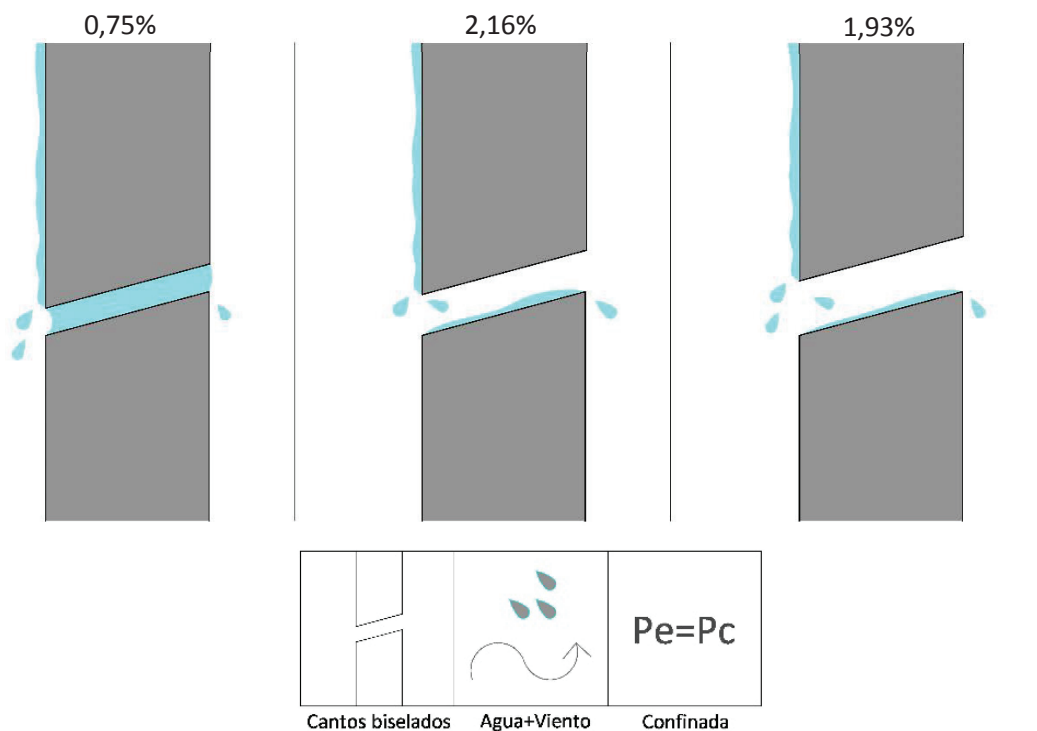 0,75%
2,16%
1,93%
Pe=Pc
Cantos biselados
Agua+Viento
Confinada